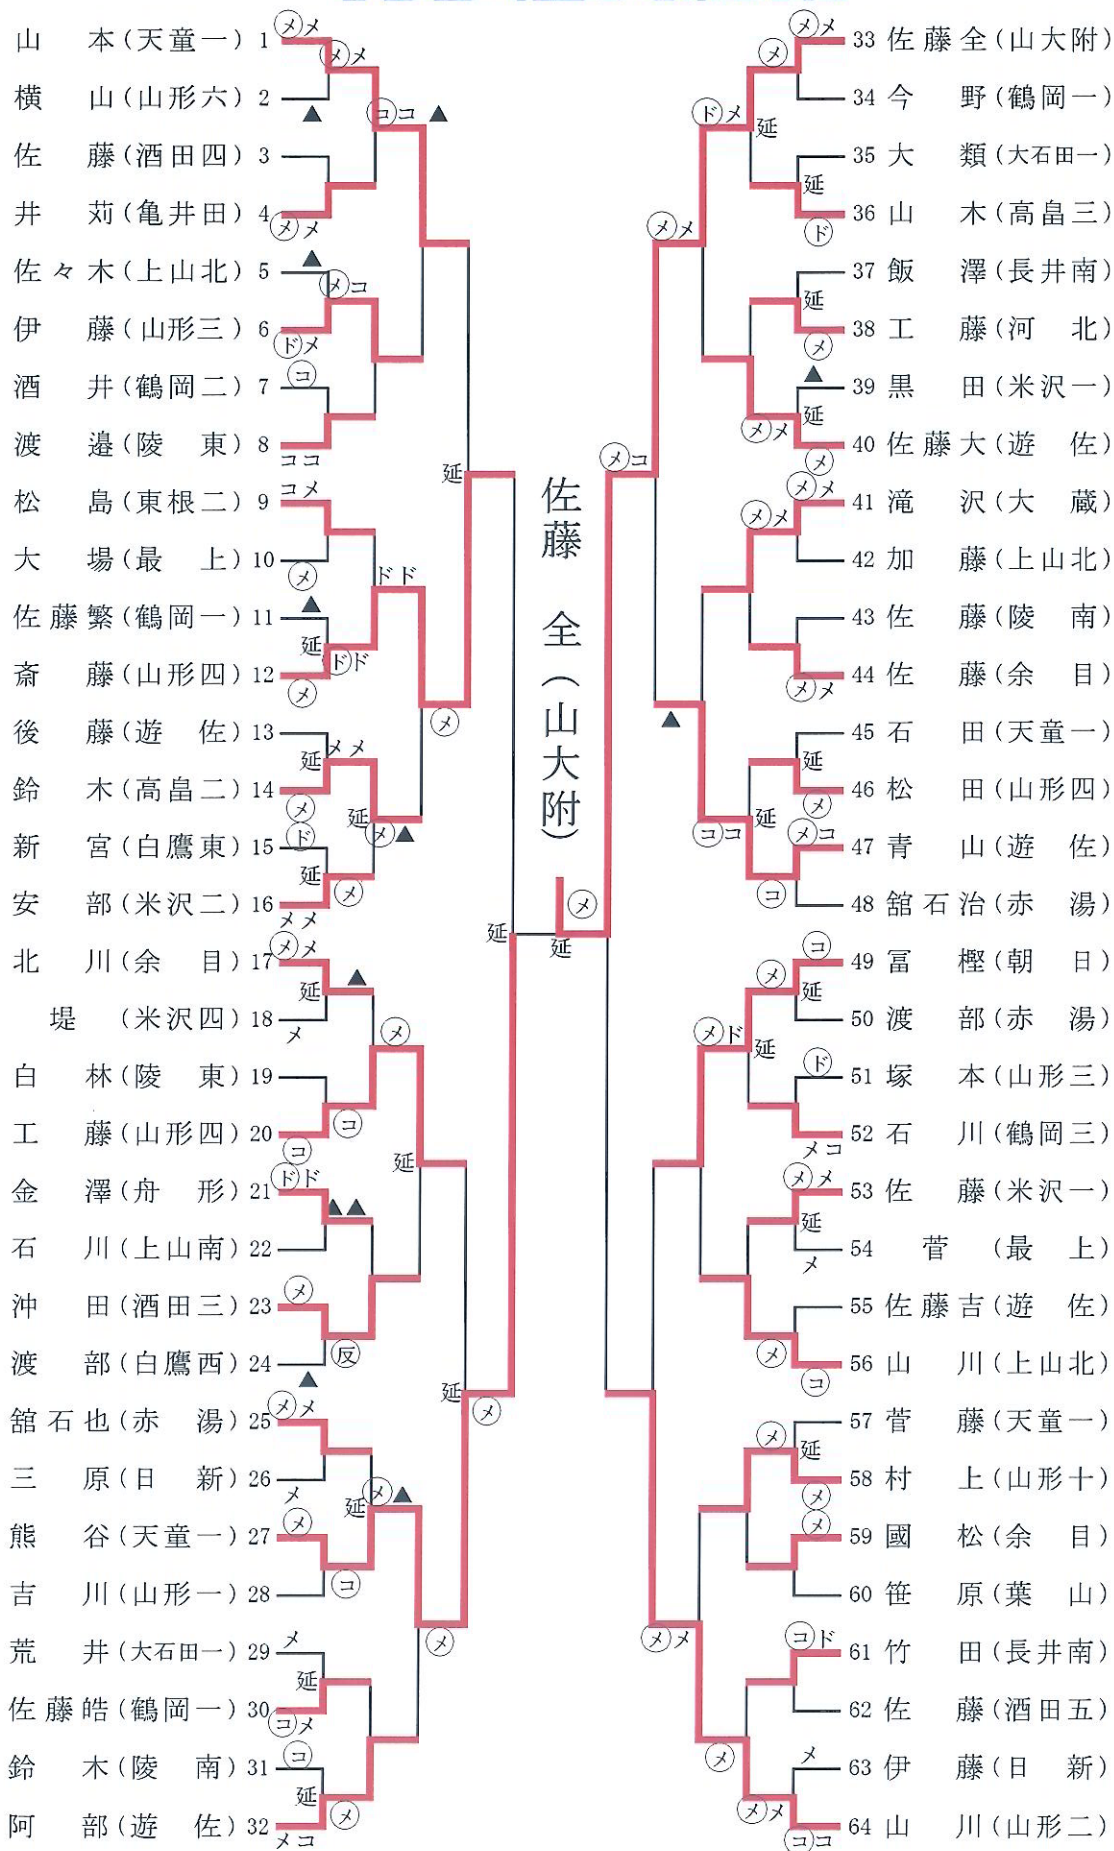 山本(天童一) 1
横山(山形六) 2
佐藤(酒田四) 3
井苅(亀井田) 4
佐々木(上山北) 5
伊藤(山形三) 6
酒井(鶴岡二) 7
渡邉(陵東) 8
松島(東根二) 9
大場(最上) 10
佐藤繁(鶴岡一) 11
斎藤(山形四) 12
後藤(遊佐) 13
鈴木(高畠二) 14
新宮(白鷹東) 15
安部(米沢二) 16
北川(余目) 17
堤(米沢四) 18
白林(陵東) 19
工藤(山形四) 20
金澤(舟形) 21
石川(上山南) 22
沖田(酒田三) 23
渡部(白鷹西) 24
舘石也(赤湯) 25
三原(日新) 26
熊谷(天童一) 27
吉川(山形一) 28
荒井(大石田一) 29
佐藤皓(鶴岡一) 30
鈴木(陵南) 31
阿部(遊佐) 32
佐藤 全(山大附)
33 佐藤全(山大附)
34 今野(鶴岡一)
35 大類(大石田一)
36 山木(高畠三)
37 飯澤(長井南)
38 工藤(河北)
39 黒田(米沢一)
40 佐藤大(遊佐)
41 滝沢(大蔵)
42 加藤(上山北)
43 佐藤(陵南)
44 佐藤(余目)
45 石田(天童一)
46 松田(山形四)
47 青山(遊佐)
48 舘石治(赤湯)
49 冨樫(朝日)
50 渡部(赤湯)
51 塚本(山形三)
52 石川(鶴岡三)
53 佐藤(米沢一)
54 菅(最上)
55 佐藤吉(遊佐)
56 山川(上山北)
57 菅藤(天童一)
58 村上(山形十)
59 國松(余目)
60 笹原(葉山)
61 竹田(長井南)
62 佐藤(酒田五)
63 伊藤(日新)
64 山川(山形二)